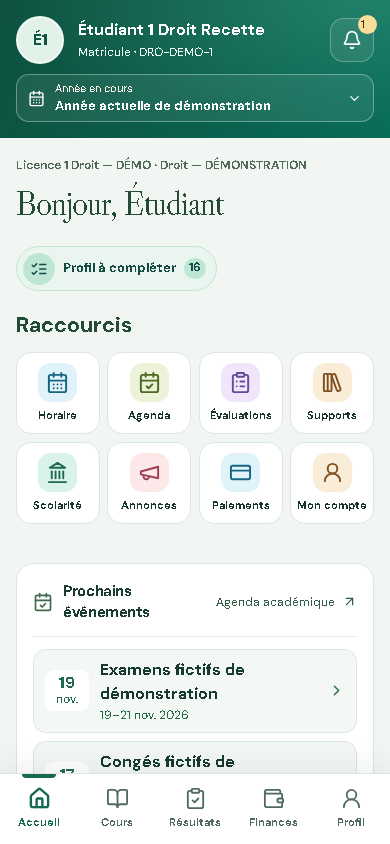 É1
Étudiant 1 Droit Recette
Matricule · DRO-DEMO-1
1
Année en cours
Année actuelle de démonstration
Licence 1 Droit — DÉMO · Droit — DÉMONSTRATION
Bonjour, Étudiant
Profil à compléter 16
Raccourcis
Horaire Agenda Évaluations Supports
Scolarité Annonces Paiements Mon compte
Prochains
événements
Agenda académique
19
nov.
Examens fictifs de
démonstration
19–21 nov. 2026
17
Congés fictifs de
Accueil Cours Résultats Finances Profil